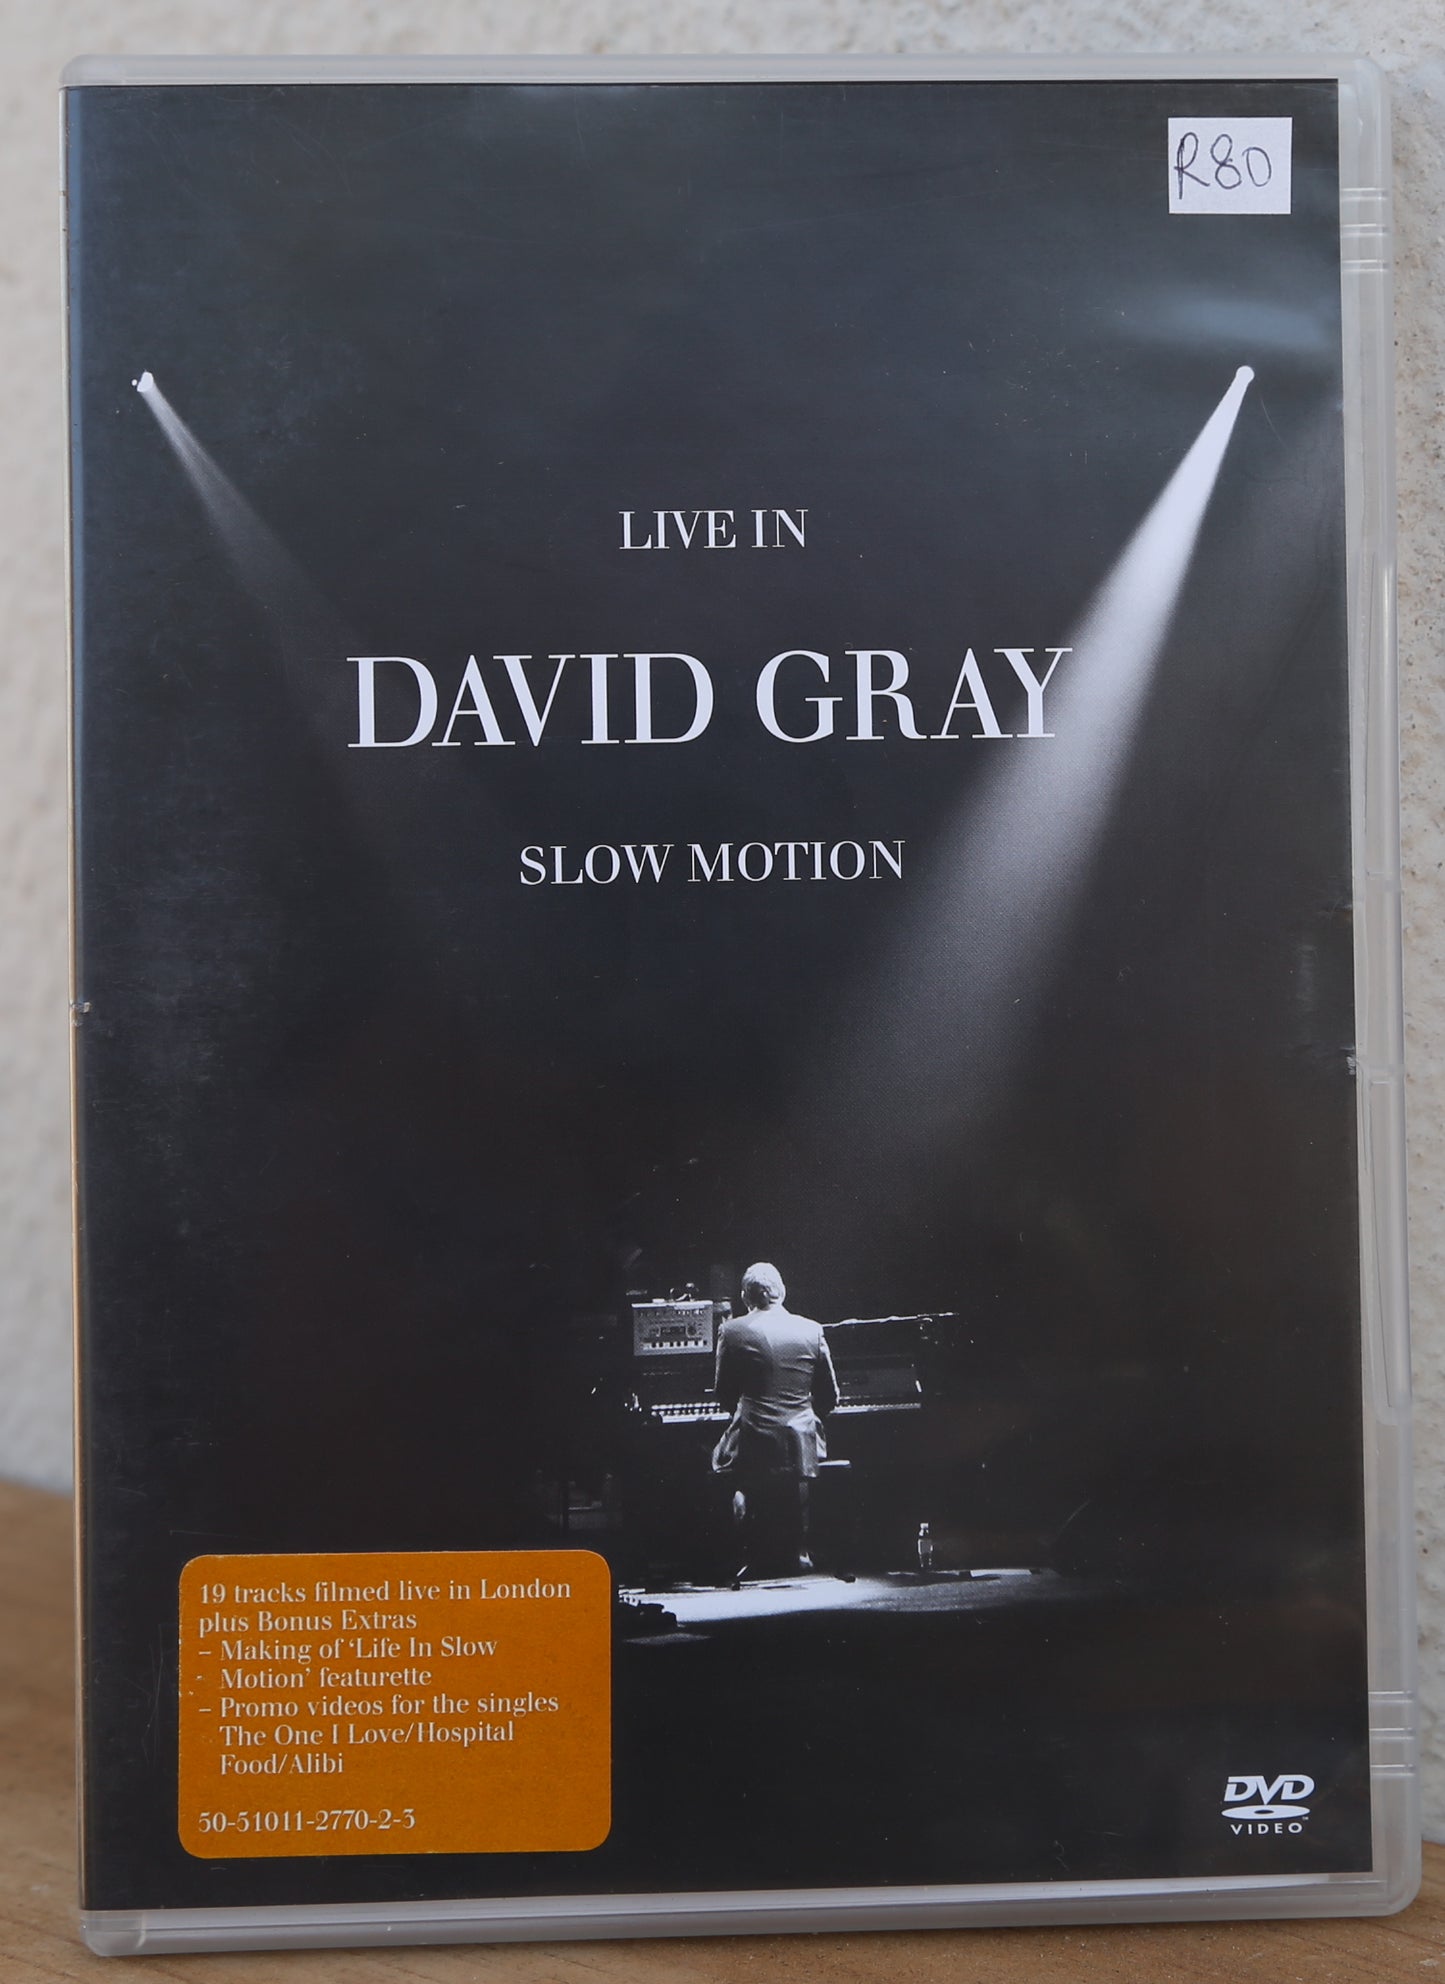 R80
LIVE IN
DAVID GRAY
SLOW MOTION
19 tracks filmed live in London
plus Bonus Extras
– Making of ‘Life In Slow
- Motion’ featurette
– Promo videos for the singles
The One I Love/Hospital
Food/Alibi
50-51011-2770-2-3
DVD
VIDEO™